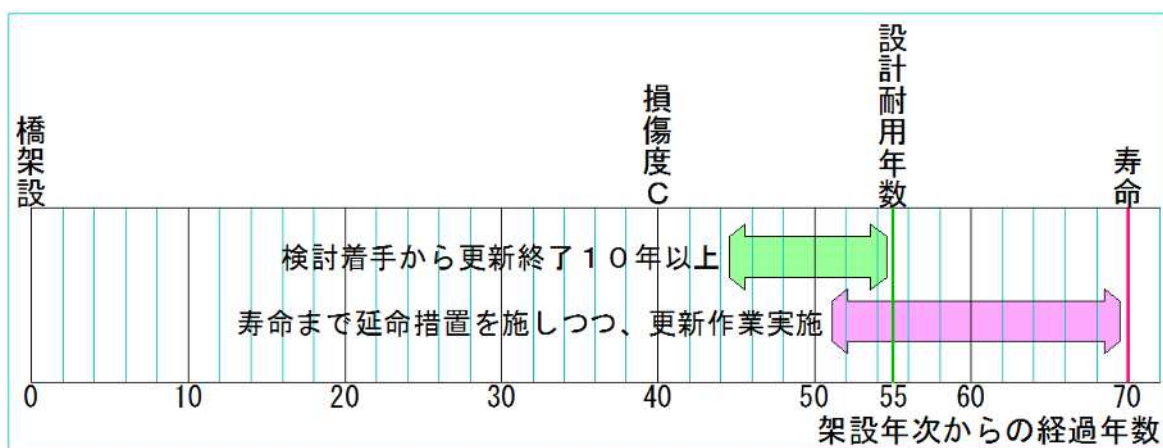 橋架設
損傷度C
設計耐用年数
寿命
検討着手から更新終了10年以上
寿命まで延命措置を施しつつ、更新作業実施
0 10 20 30 40 50 55 60 70
架設年次からの経過年数